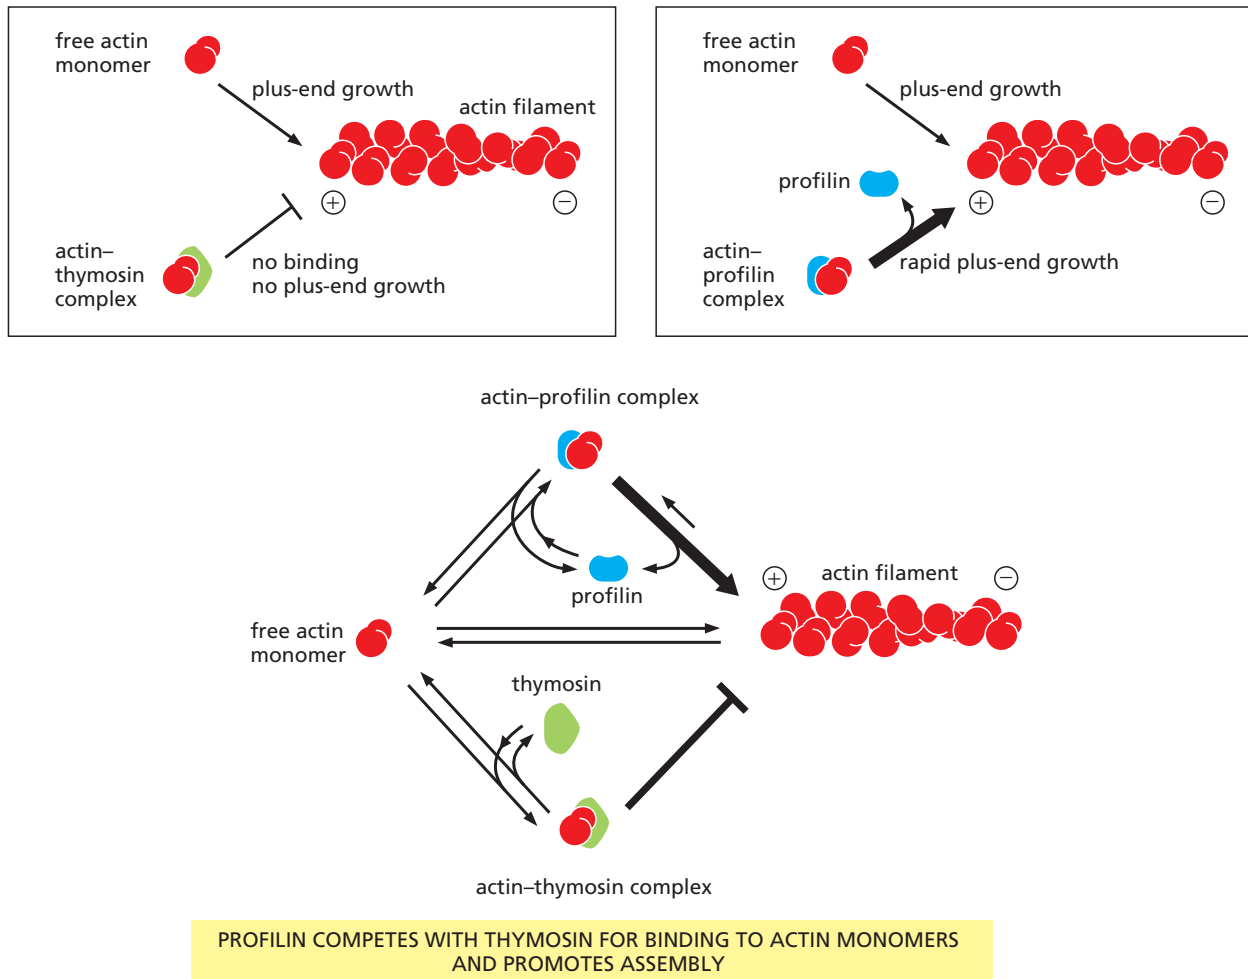 free actin
monomer
plus-end growth
actin filament
+
−
actin–
thymosin
complex
no binding
no plus-end growth
free actin
monomer
plus-end growth
profilin
+
−
actin–
profilin
complex
rapid plus-end growth
actin–profilin complex
profilin
+
actin filament
−
free actin
monomer
thymosin
actin–thymosin complex
PROFILIN COMPETES WITH THYMOSIN FOR BINDING TO ACTIN MONOMERS
AND PROMOTES ASSEMBLY